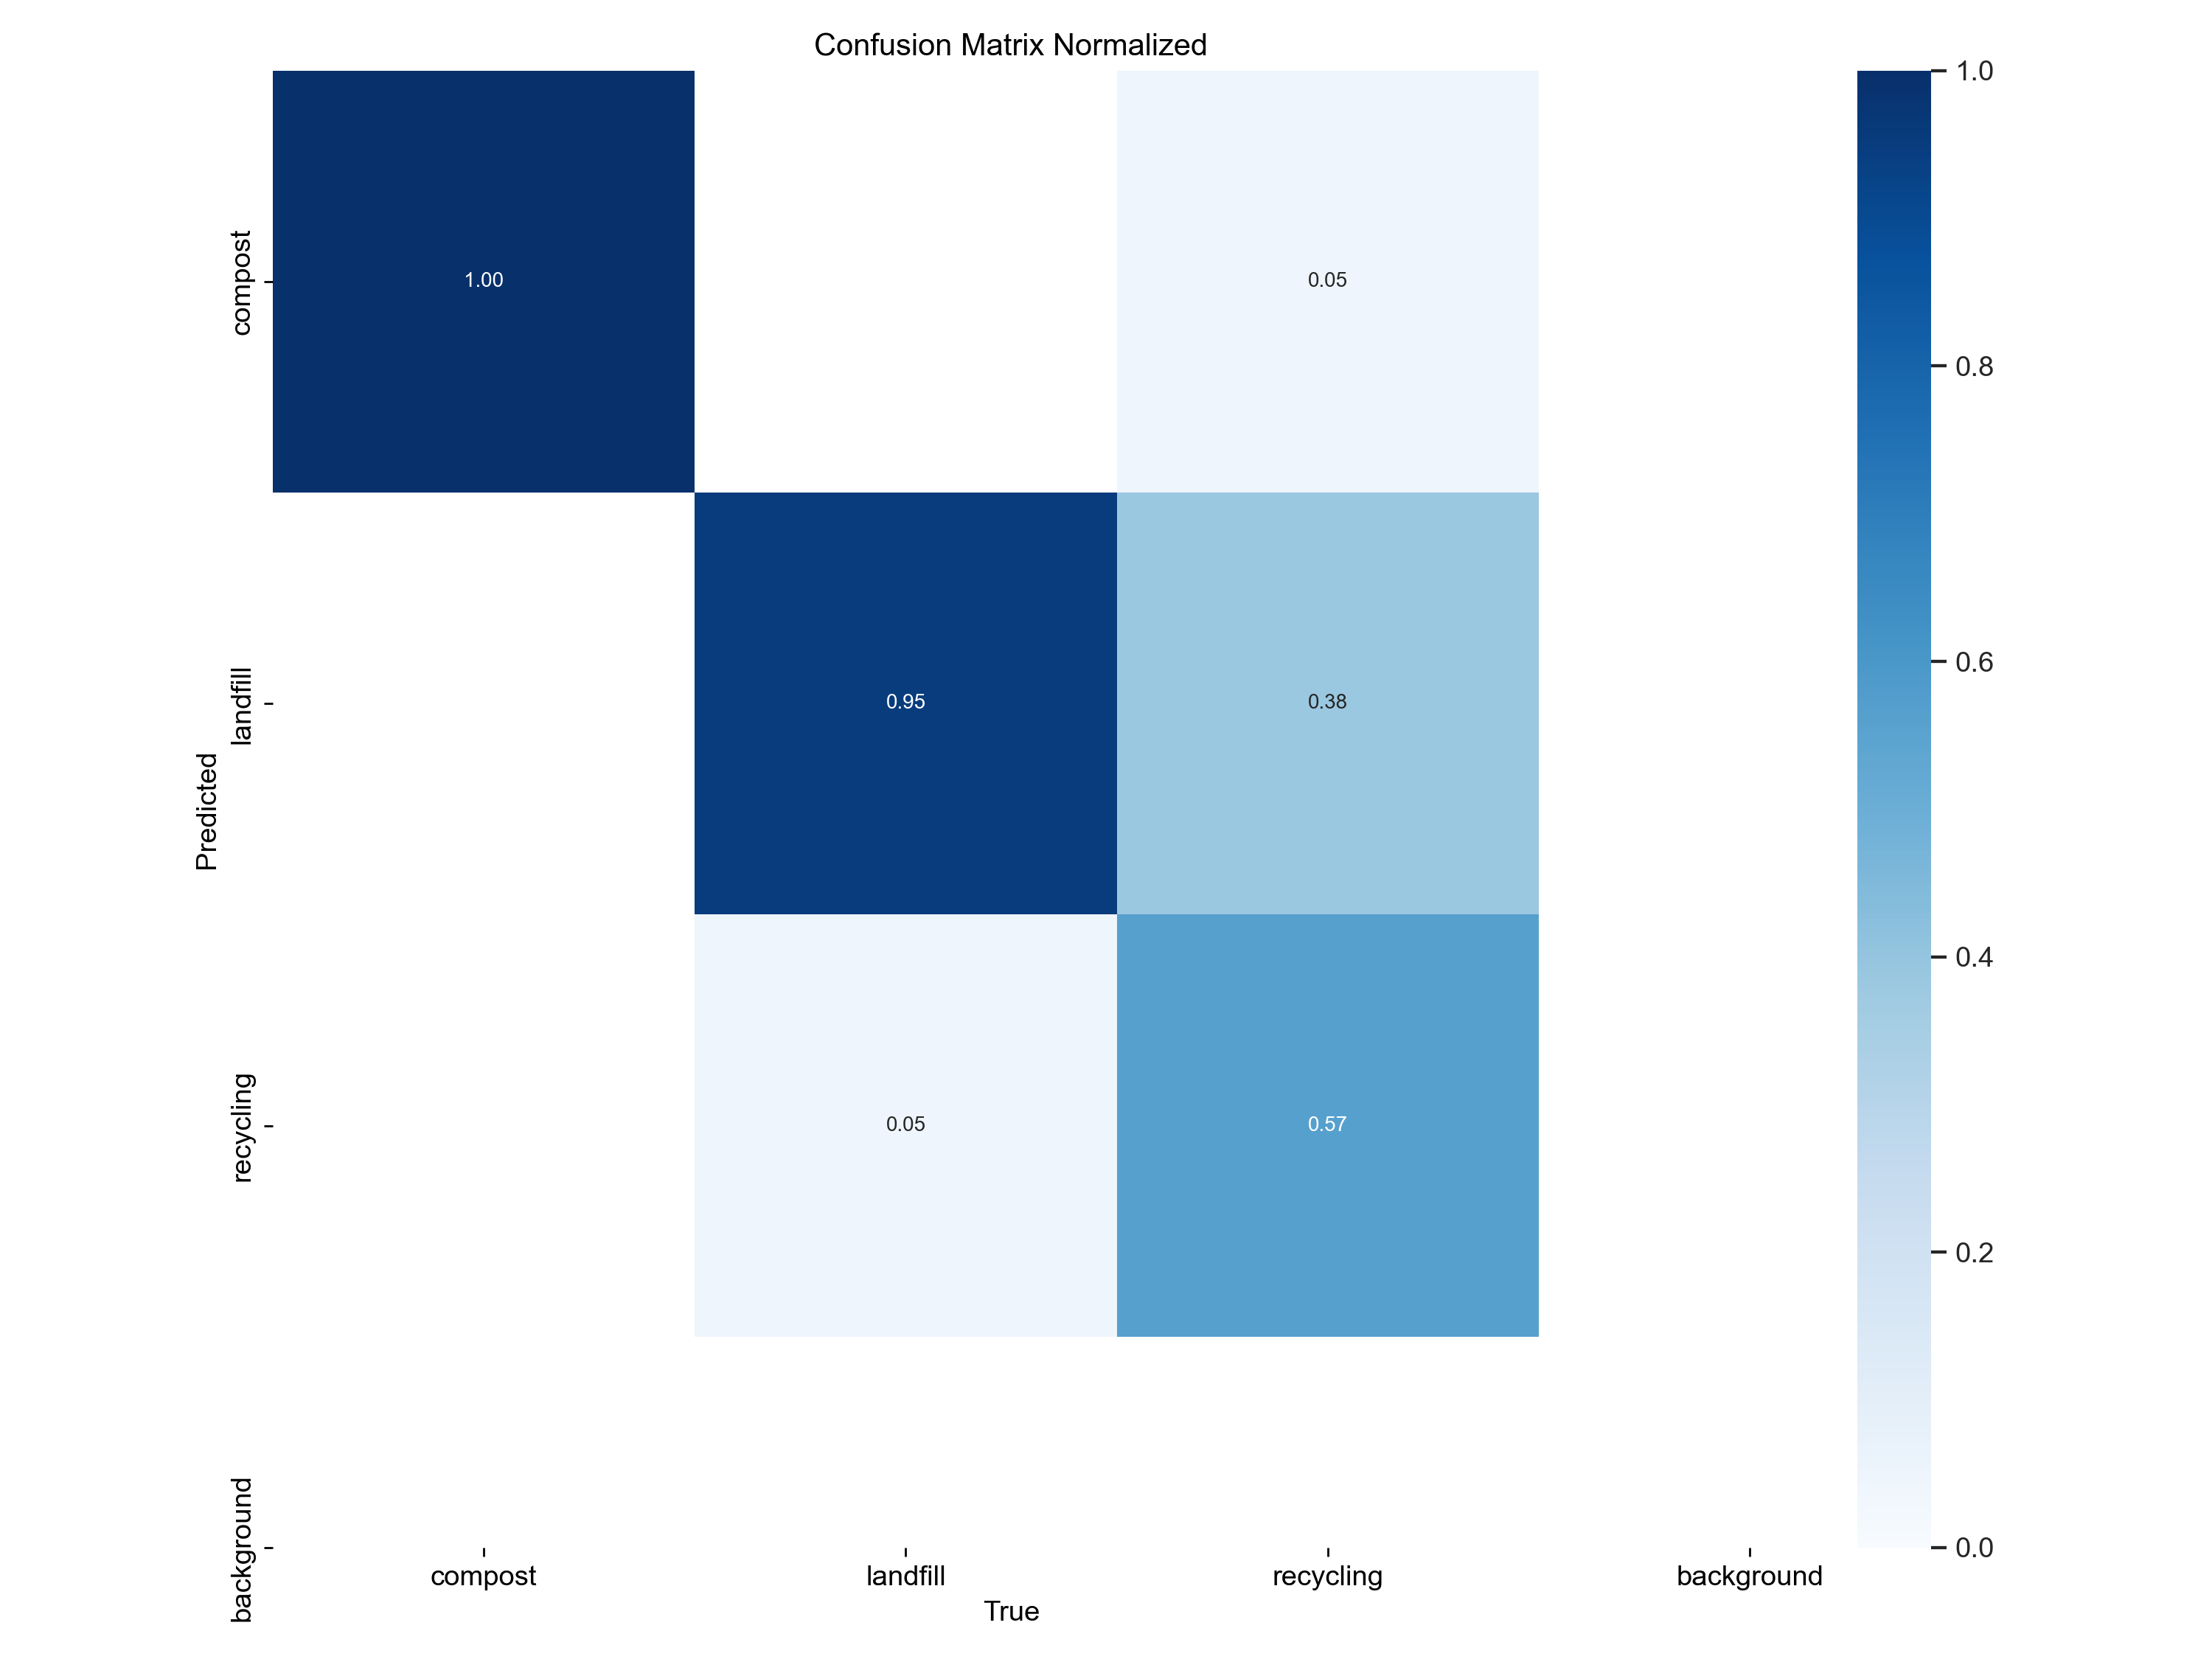 Confusion Matrix Normalized
1.0
compost
1.00
0.05
0.8
landfill
0.95
0.38
0.6
Predicted
0.4
recycling
0.05
0.57
0.2
background
0.0
compost
landfill
recycling
background
True